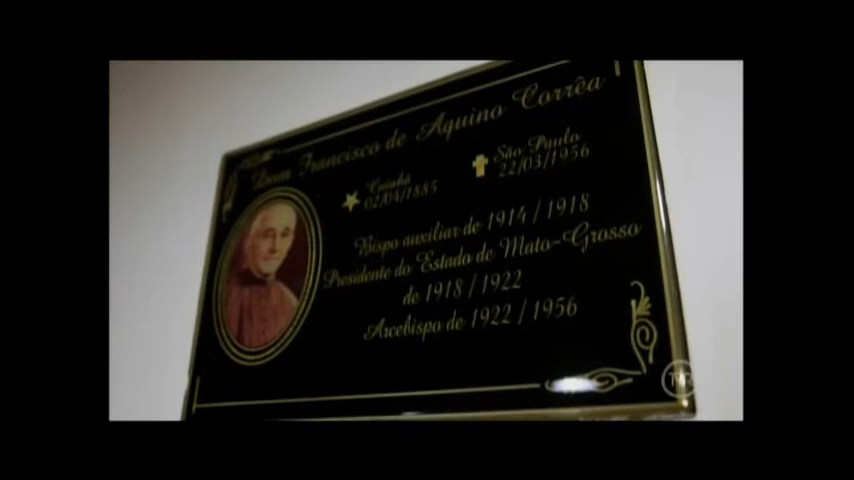 Dom Francisco de Aquino Corrêa
Cuiabá
02/04/1885
São Paulo
22/03/1956
Bispo auxiliar de 1914 / 1918
Presidente do Estado de Mato-Grosso
de 1918 / 1922
Arcebispo de 1922 / 1956